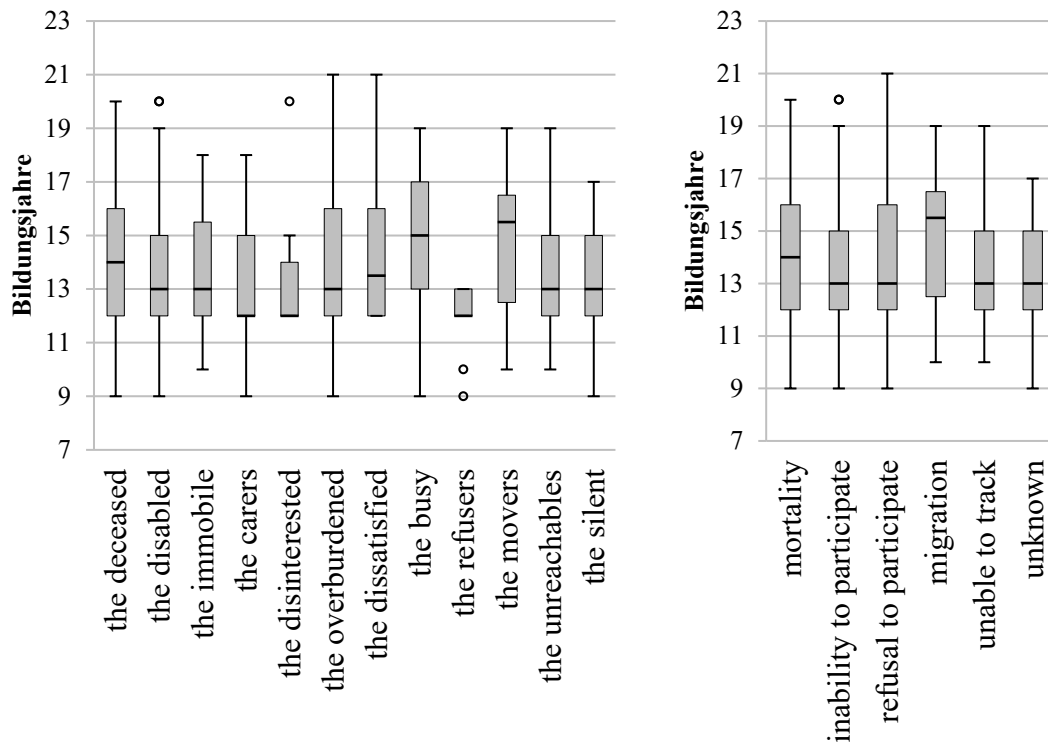 23
21
19
17
15
13
11
9
7
Bildungsjahre
the deceased
the disabled
the immobile
the carers
the disinterested
the overburdened
the dissatisfied
the busy
the refusers
the movers
the unreachables
the silent
23
21
19
17
15
13
11
9
7
Bildungsjahre
mortality
inability to participate
refusal to participate
migration
unable to track
unknown